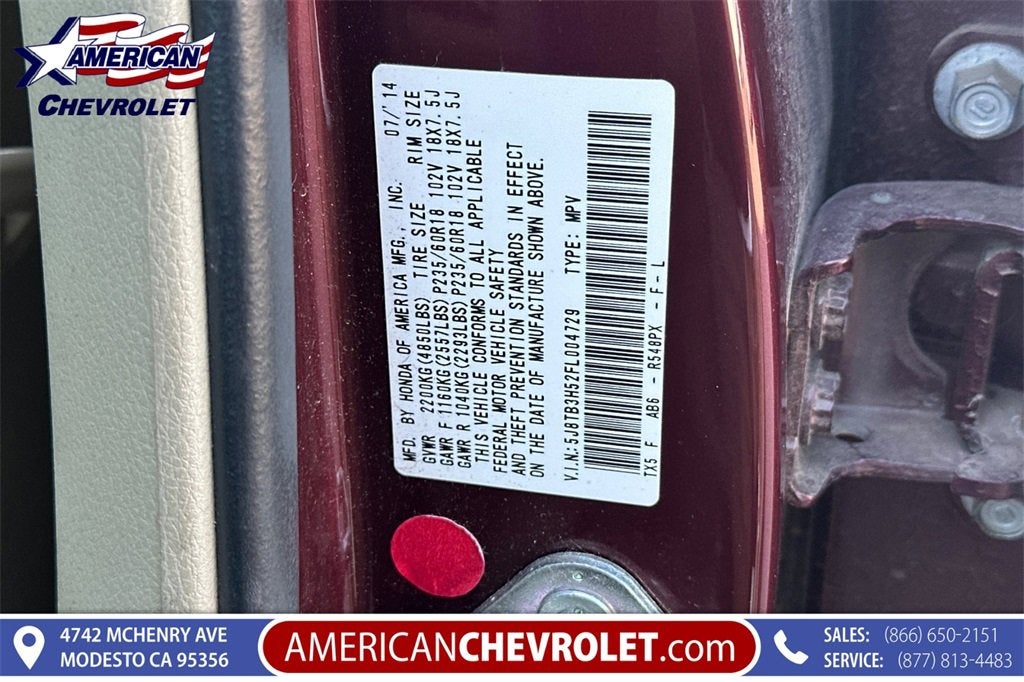 AMERICAN
CHEVROLET
MFD. BY HONDA OF AMERICA MFG., INC. 07/'14
GVWR 2200KG(4850LBS) TIRE SIZE RIM SIZE
GAWR F 1160KG(2557LBS)P235/60R18 102V 18X7.5J
GAWR R 1040KG(2293LBS)P235/60R18 102V 18X7.5J
THIS VEHICLE CONFORMS TO ALL APPLICABLE
FEDERAL MOTOR VEHICLE SAFETY
AND THEFT PREVENTION STANDARDS IN EFFECT
ON THE DATE OF MANUFACTURE SHOWN ABOVE.
V.I.N.:5J8TB3H52FL004729 TYPE: MPV
TX5 F AB6 - R548PX - F - L
4742 MCHENRY AVE
MODESTO CA 95356
AMERICANCHEVROLET.com
SALES: (866) 650-2151
SERVICE: (877) 813-4483